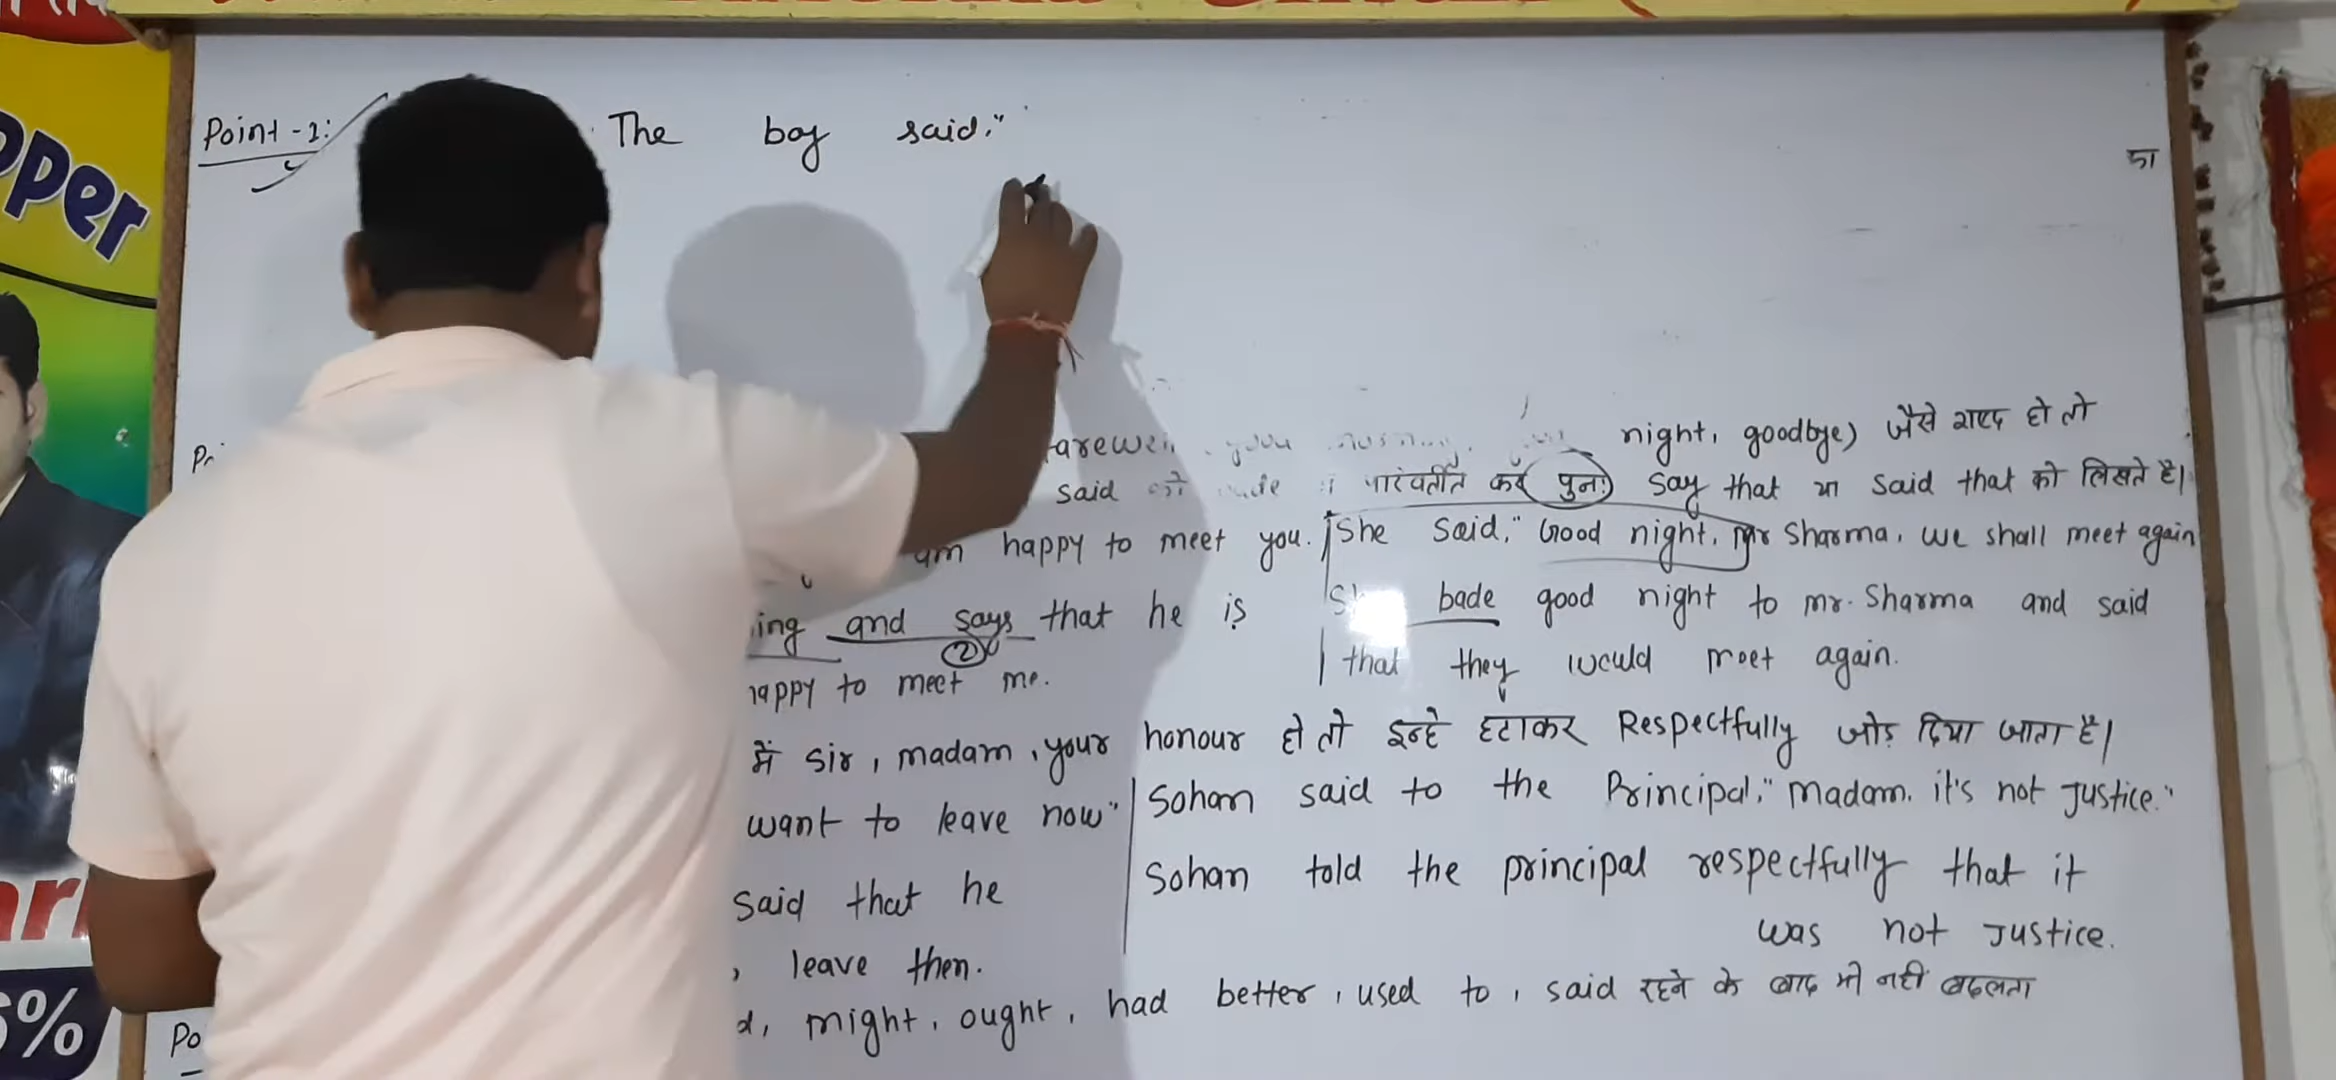 Point-1: The boy said,"
का
night, goodbye) जैसे शब्द हो तो
said को परिवर्तीत कर पुनः say that या said that को लिखते है।
am happy to meet you. She said," Good night, Mr Sharma, we shall meet again
ing and says that he is
bade good night to mr. Sharma and said
②
happy to meet me.
that they would meet again.
में sir, madam, your honour हो तो इन्हे हटाकर Respectfully जोड़ दिया जाता है।
want to leave now" Sohan said to the Principal," madam, it's not Justice."
said that he
Sohan told the principal respectfully that it
was not Justice.
, leave then.
d, might, ought, had better, used to, said रहने के बाद भी नही बदलता
Po
pper
5%